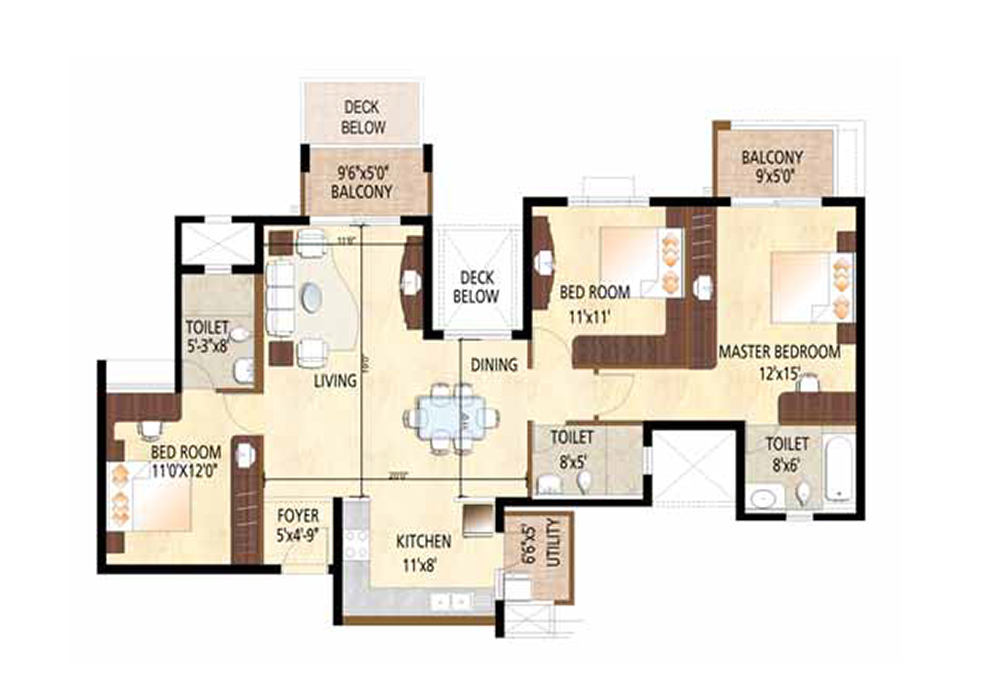 DECK
BELOW
9'6"x5'0"
BALCONY
BALCONY
9'x5'0"
11'0"
DECK
BELOW
BED ROOM
11'x11'
TOILET
5'-3"x8'
MASTER BEDROOM
12'x15'
LIVING
DINING
TOILET
8'x5'
TOILET
8'x6'
BED ROOM
11'0X12'0"
20'0"
FOYER
5'x4'-9"
KITCHEN
11'x8'
6'6"x5'
UTILITY